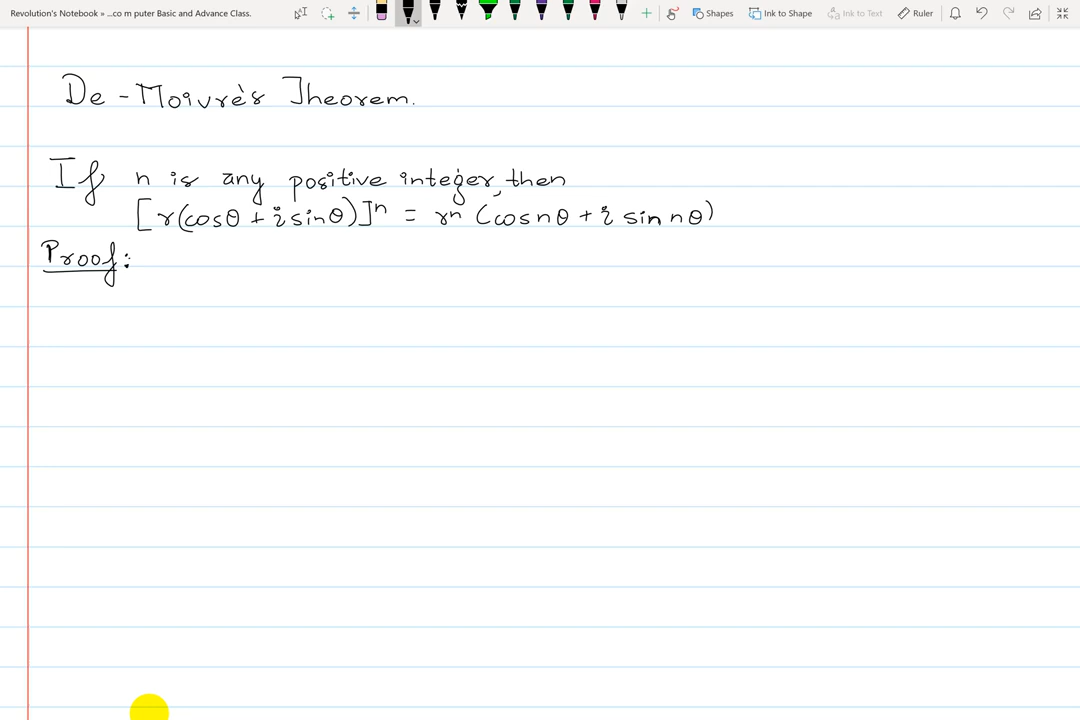 Revolution's Notebook » ...co m puter Basic and Advance Class.
Shapes
Ink to Shape
Ink to Text
Ruler
De-Moivre's Theorem.
If n is any positive integer, then
[r(cosθ + i sinθ)]ⁿ = rⁿ (cos nθ + i sin nθ)
Proof: